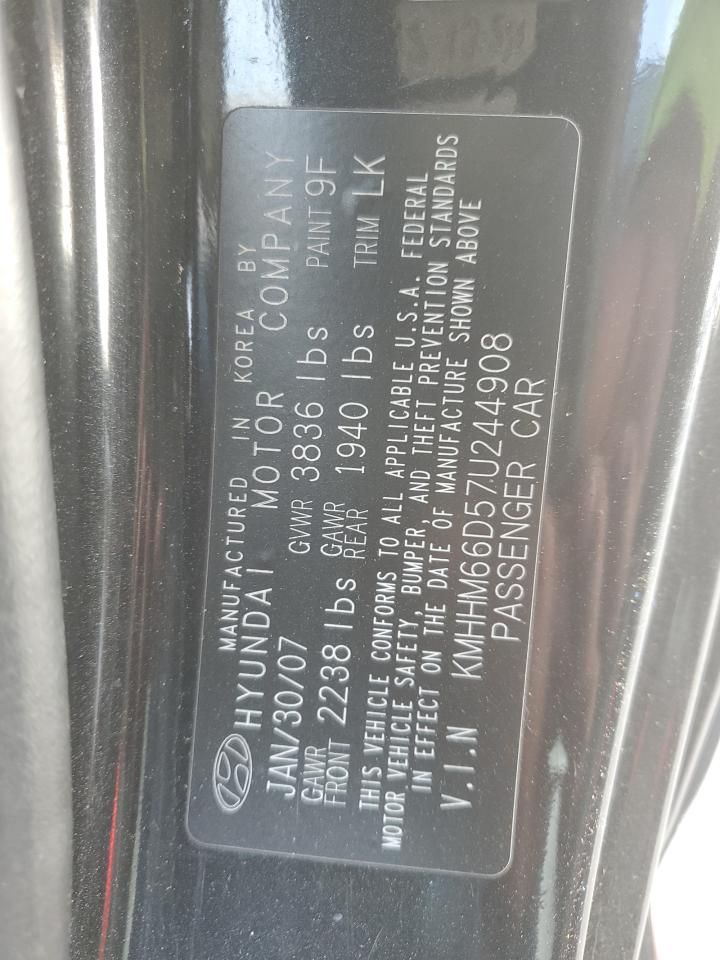 MANUFACTURED IN KOREA BY
HYUNDAI MOTOR COMPANY
JAN/30/07 GVWR 3836 lbs PAINT 9F
GAWR FRONT 2238 lbs GAWR REAR 1940 lbs TRIM LK
THIS VEHICLE CONFORMS TO ALL APPLICABLE U.S.A. FEDERAL
MOTOR VEHICLE SAFETY, BUMPER, AND THEFT PREVENTION STANDARDS
IN EFFECT ON THE DATE OF MANUFACTURE SHOWN ABOVE
V.I.N KMHHM66D57U244908
PASSENGER CAR